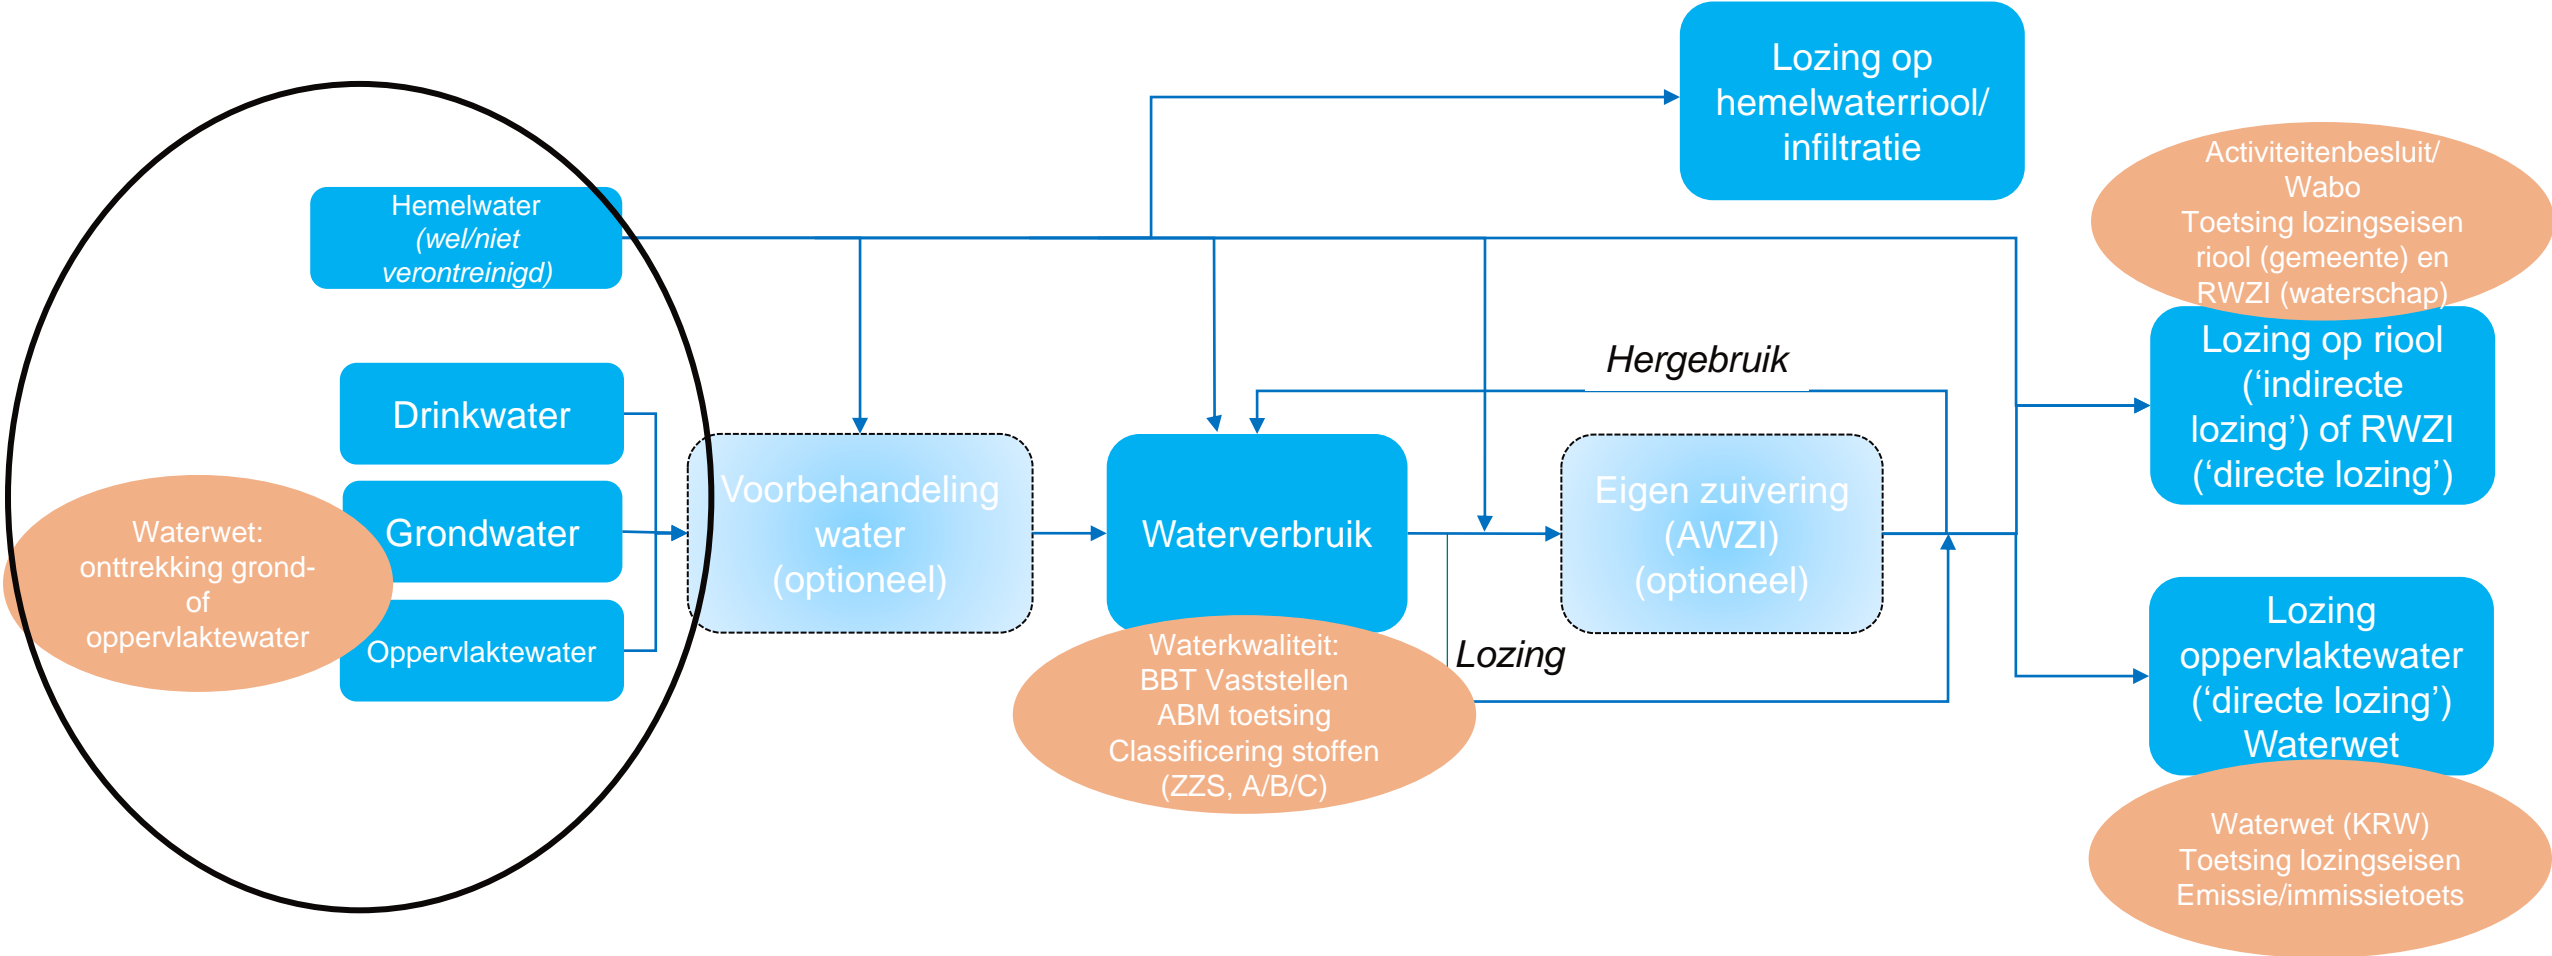 Lozing op
hemelwaterriool/
infiltratie
Activiteitenbesluit/
Wabo
Toetsing lozingseisen
riool (gemeente) en
RWZI (waterschap)
Hemelwater
(wel/niet
verontreinigd)
Lozing op riool
(‘indirecte
lozing’) of RWZI
(‘directe lozing’)
Hergebruik
Drinkwater
Grondwater
Oppervlaktewater
Waterwet:
onttrekking grond-
of
oppervlaktewater
Voorbehandeling
water
(optioneel)
Waterverbruik
Eigen zuivering
(AWZI)
(optioneel)
Lozing
Waterkwaliteit:
BBT Vaststellen
ABM toetsing
Classificering stoffen
(ZZS, A/B/C)
Lozing
oppervlaktewater
(‘directe lozing’)
Waterwet
Waterwet (KRW)
Toetsing lozingseisen
Emissie/immissietoets